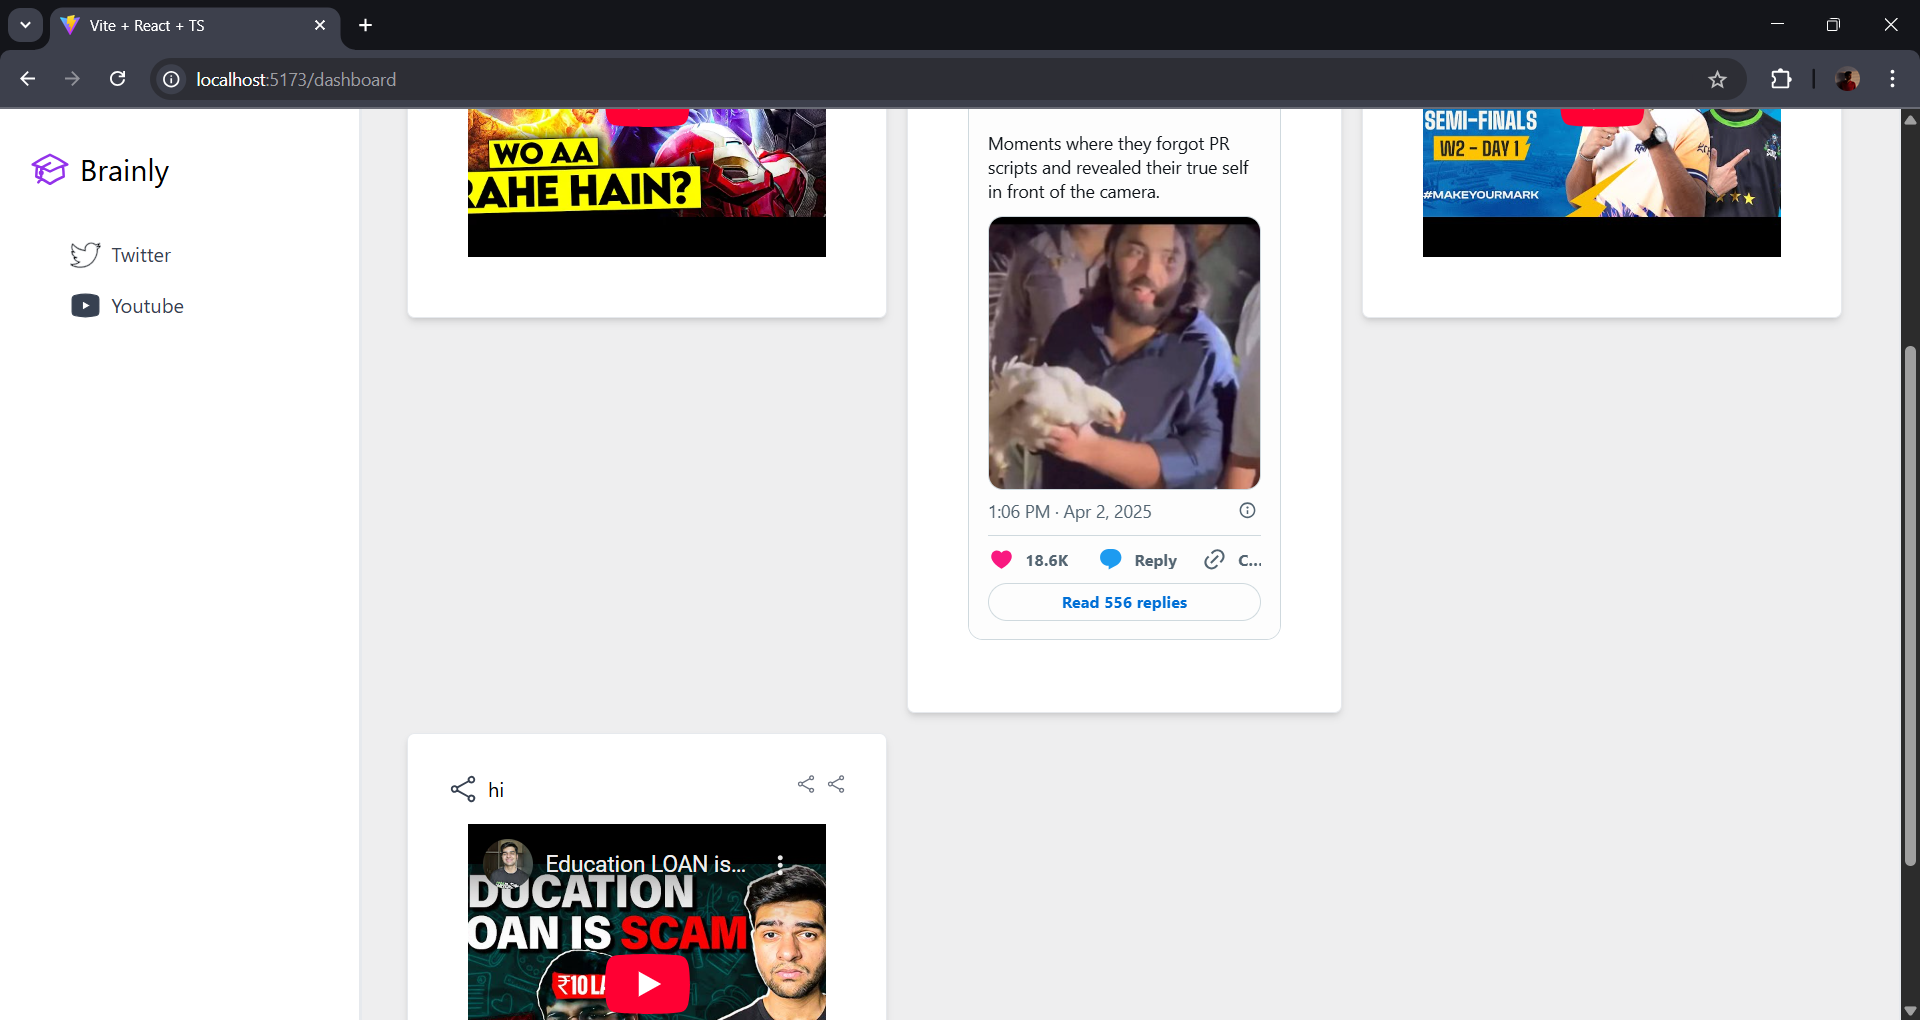 Vite + React + TS
localhost:5173/dashboard
Brainly
Twitter
Youtube
WO AA
RAHE HAIN?
Moments where they forgot PR
scripts and revealed their true self
in front of the camera.
1:06 PM · Apr 2, 2025
18.6K
Reply
C...
Read 556 replies
SEMI-FINALS
W2 - DAY 1
#MAKEYOURMARK
hi
Education LOAN is...
DUCATION
OAN IS SCAM
₹10 LA